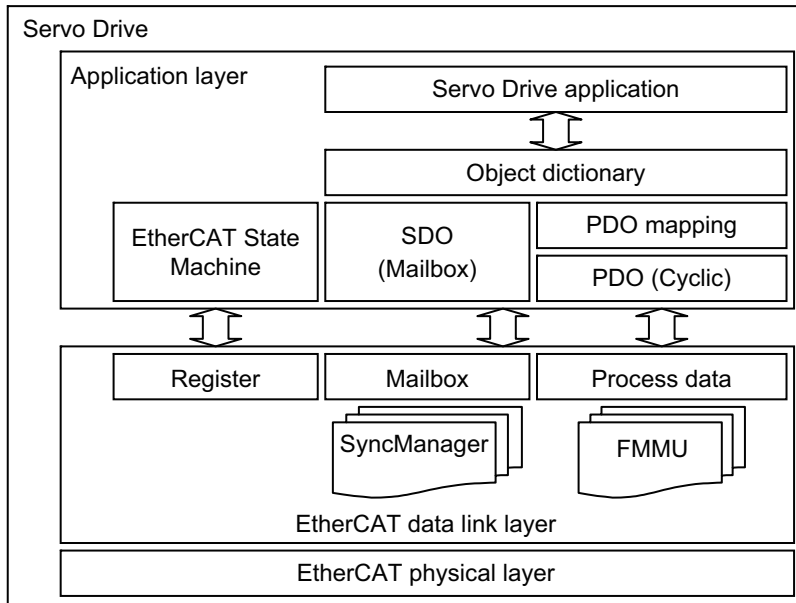 Servo Drive
Application layer
Servo Drive application
Object dictionary
EtherCAT State
Machine
SDO
(Mailbox)
PDO mapping
PDO (Cyclic)
Register
Mailbox
Process data
SyncManager
FMMU
EtherCAT data link layer
EtherCAT physical layer